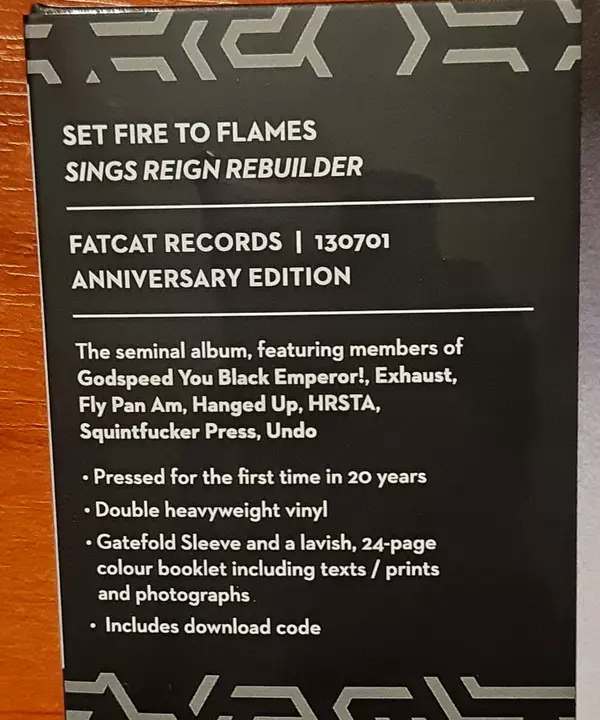 SET FIRE TO FLAMES
SINGS REIGN REBUILDER
FATCAT RECORDS | 130701
ANNIVERSARY EDITION
The seminal album, featuring members of
Godspeed You Black Emperor!, Exhaust,
Fly Pan Am, Hanged Up, HRSTA,
Squintfucker Press, Undo
• Pressed for the first time in 20 years
• Double heavyweight vinyl
• Gatefold Sleeve and a lavish, 24-page
colour booklet including texts / prints
and photographs.
• Includes download code